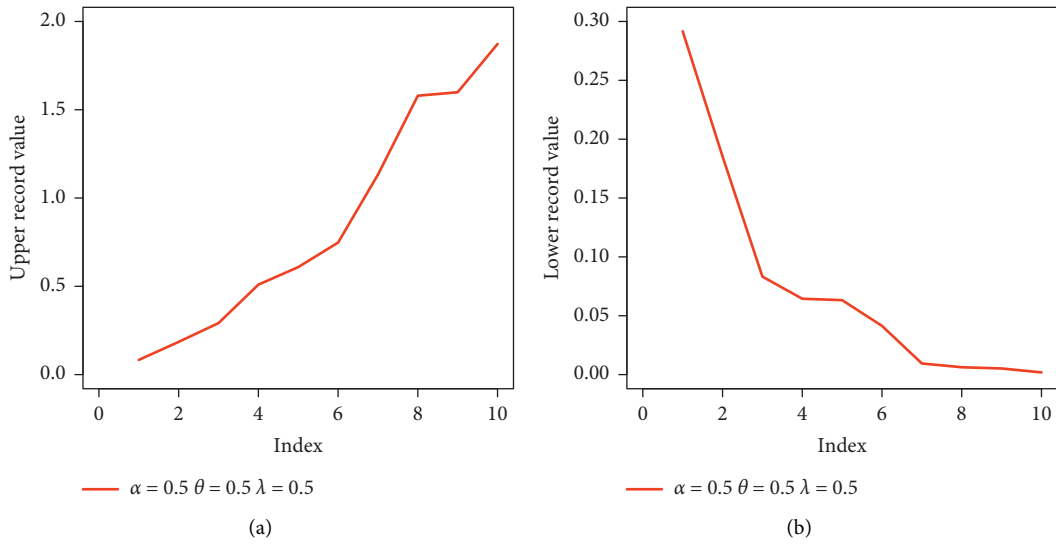 2.0
1.5
1.0
0.5
0.0
Upper record value
0 2 4 6 8 10
Index
α = 0.5 θ = 0.5 λ = 0.5
(a)
0.30
0.25
0.20
0.15
0.10
0.05
0.00
Lower record value
0 2 4 6 8 10
Index
α = 0.5 θ = 0.5 λ = 0.5
(b)